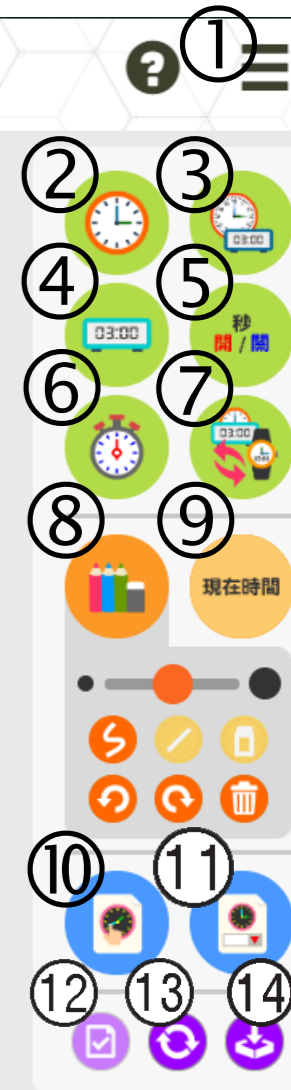 ?
①
② ③
03:00
④ ⑤
03:00 秒
開 / 關
⑥ ⑦
03:00
⑧ ⑨
現在時間
⑩ ⑪
⑫ ⑬ ⑭